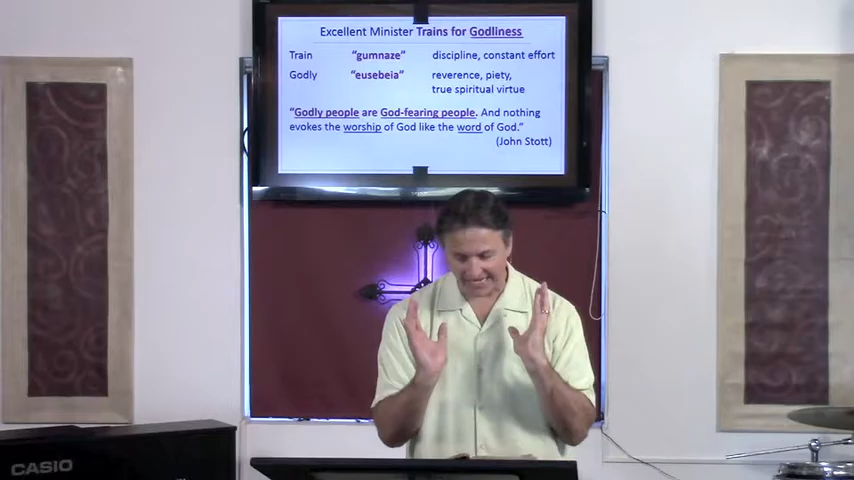 Excellent Minister Trains for Godliness
Train "gumnaze" discipline, constant effort
Godly "eusebeia" reverence, piety,
true spiritual virtue
"Godly people are God-fearing people. And nothing
evokes the worship of God like the word of God."
(John Stott)
CASIO